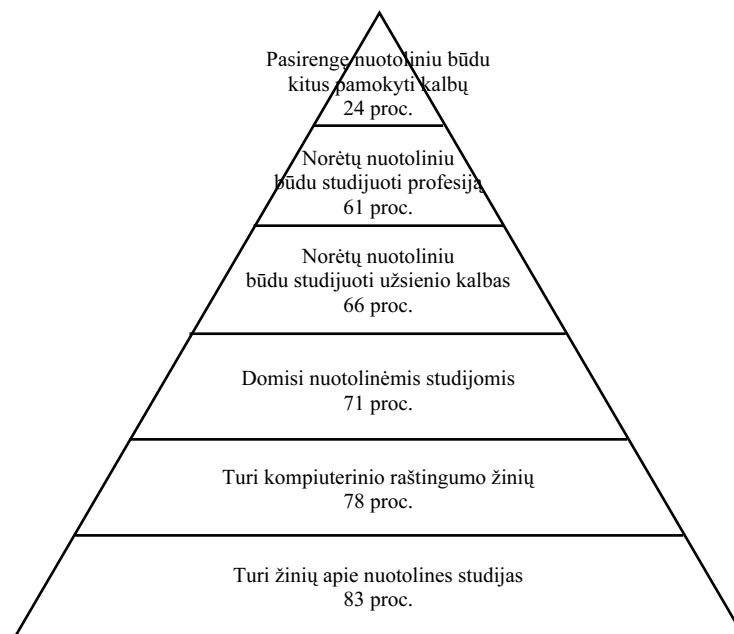 Pasirengę nuotoliniu būdu
kitus pamokyti kalbų
24 proc.
Norėtų nuotoliniu
būdu studijuoti profesiją
61 proc.
Norėtų nuotoliniu
būdu studijuoti užsienio kalbas
66 proc.
Domisi nuotolinėmis studijomis
71 proc.
Turi kompiuterinio raštingumo žinių
78 proc.
Turi žinių apie nuotolines studijas
83 proc.